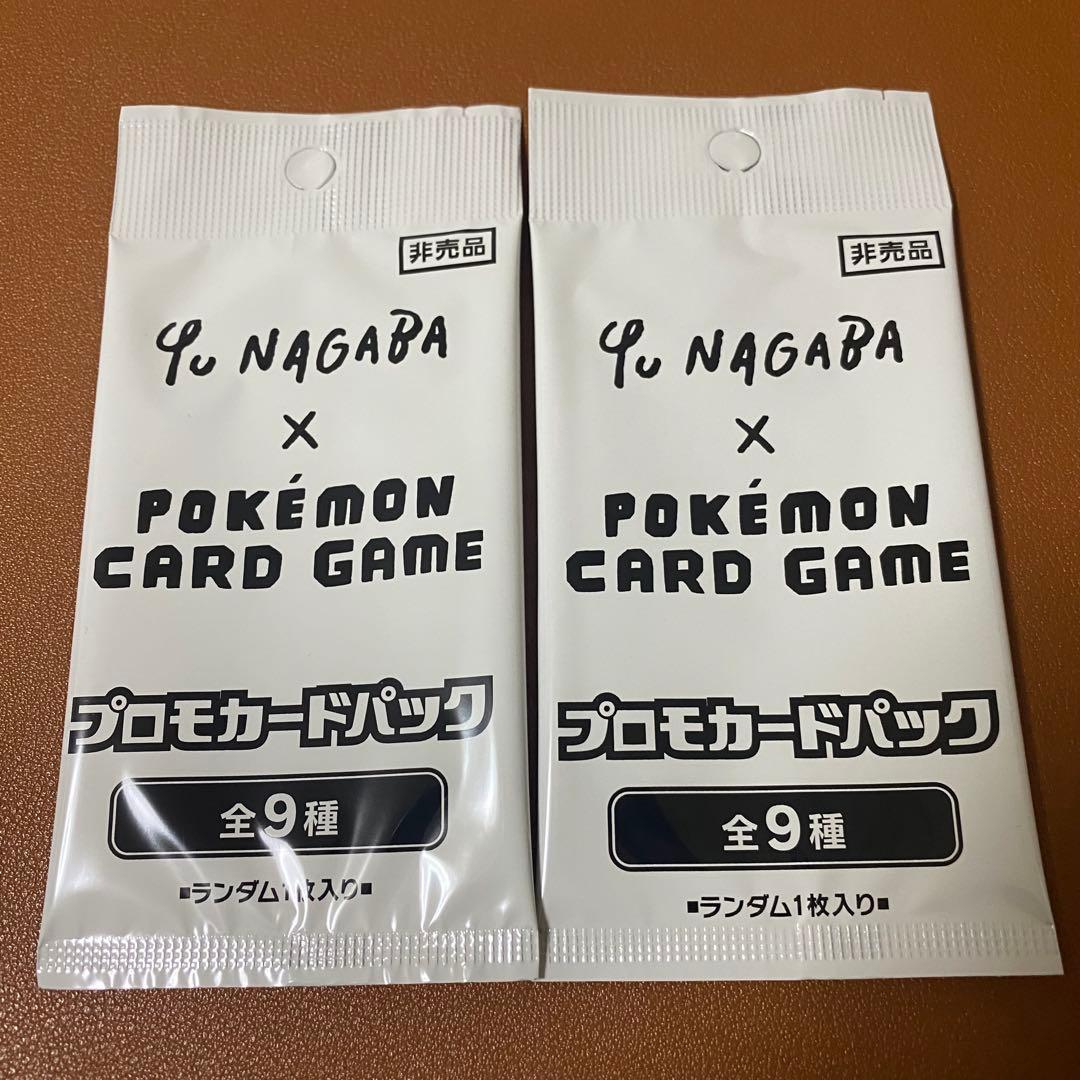 非売品
Yu NAGABA
×
POKÉMON
CARD GAME
プロモカードパック
全9種
■ランダム1枚入り■
非売品
Yu NAGABA
×
POKÉMON
CARD GAME
プロモカードパック
全9種
■ランダム1枚入り■